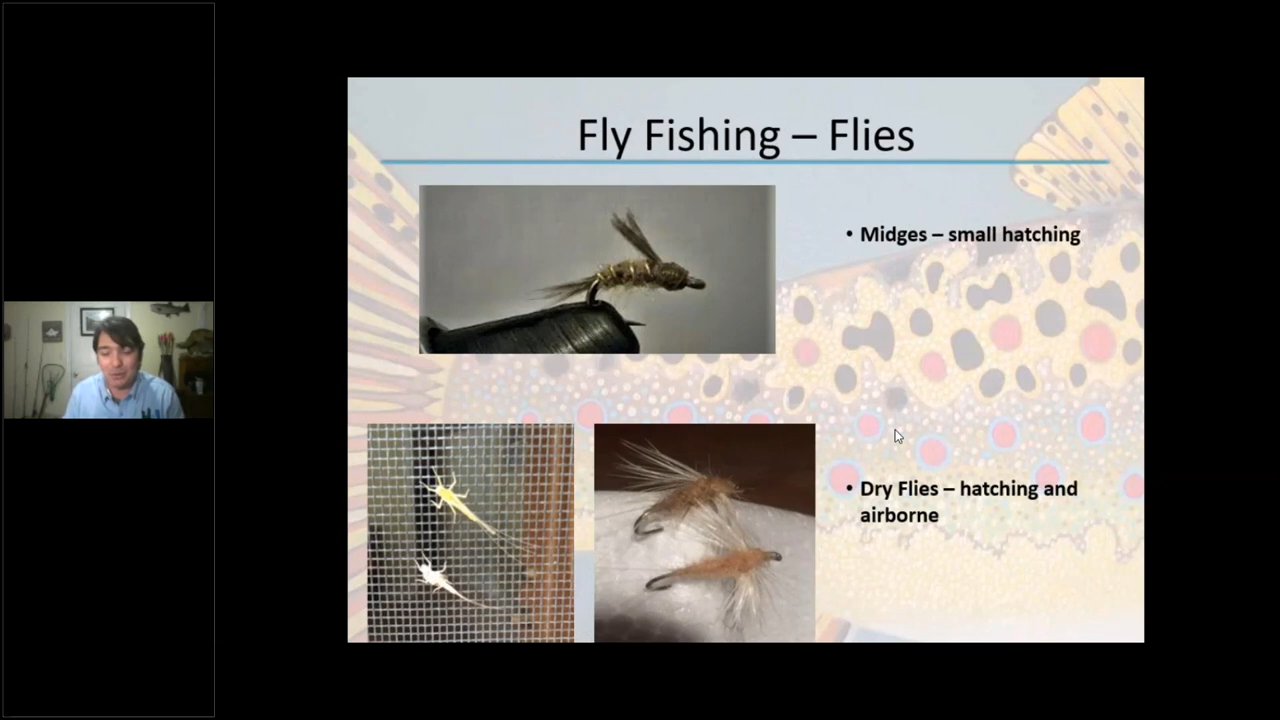 Fly Fishing – Flies
• Midges – small hatching
• Dry Flies – hatching and
airborne